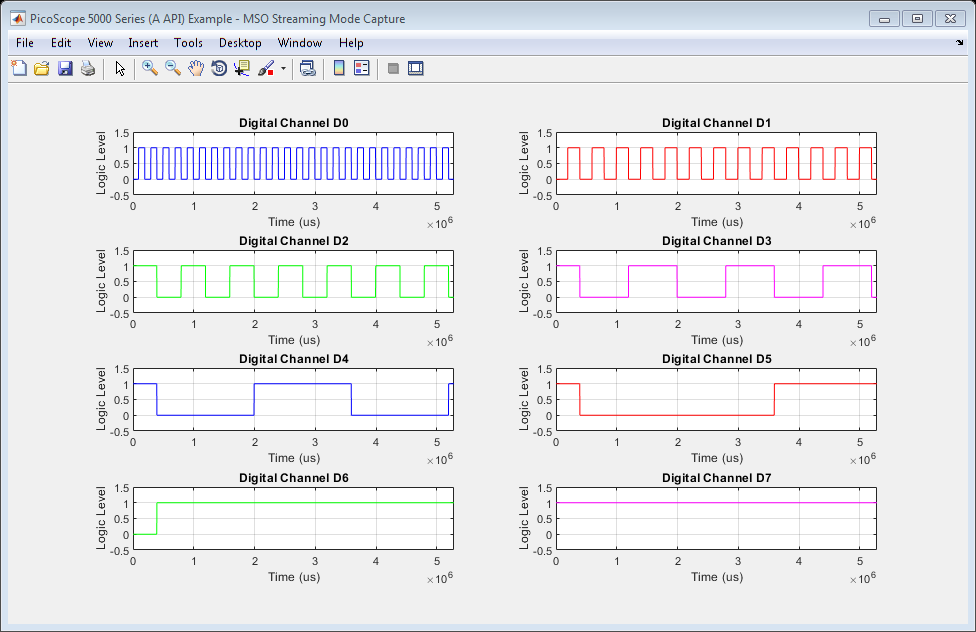 PicoScope 5000 Series (A API) Example - MSO Streaming Mode Capture
File Edit View Insert Tools Desktop Window Help
Digital Channel D0
Logic Level
1.5
1
0.5
0
-0.5
0 1 2 3 4 5
Time (us)
×10^6
Digital Channel D1
Logic Level
1.5
1
0.5
0
-0.5
0 1 2 3 4 5
Time (us)
×10^6
Digital Channel D2
Logic Level
1.5
1
0.5
0
-0.5
0 1 2 3 4 5
Time (us)
×10^6
Digital Channel D3
Logic Level
1.5
1
0.5
0
-0.5
0 1 2 3 4 5
Time (us)
×10^6
Digital Channel D4
Logic Level
1.5
1
0.5
0
-0.5
0 1 2 3 4 5
Time (us)
×10^6
Digital Channel D5
Logic Level
1.5
1
0.5
0
-0.5
0 1 2 3 4 5
Time (us)
×10^6
Digital Channel D6
Logic Level
1.5
1
0.5
0
-0.5
0 1 2 3 4 5
Time (us)
×10^6
Digital Channel D7
Logic Level
1.5
1
0.5
0
-0.5
0 1 2 3 4 5
Time (us)
×10^6